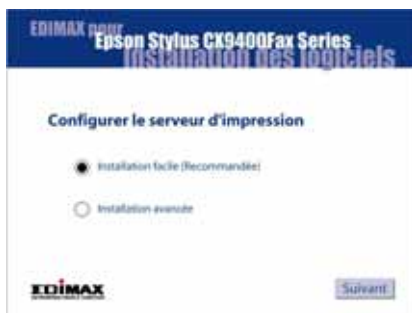 EDIMAX pour
Epson Stylus CX9400Fax Series
Installation des logiciels
Configurer le serveur d'impression
Installation facile (Recommandée)
Installation avancée
EDIMAX
Suivant